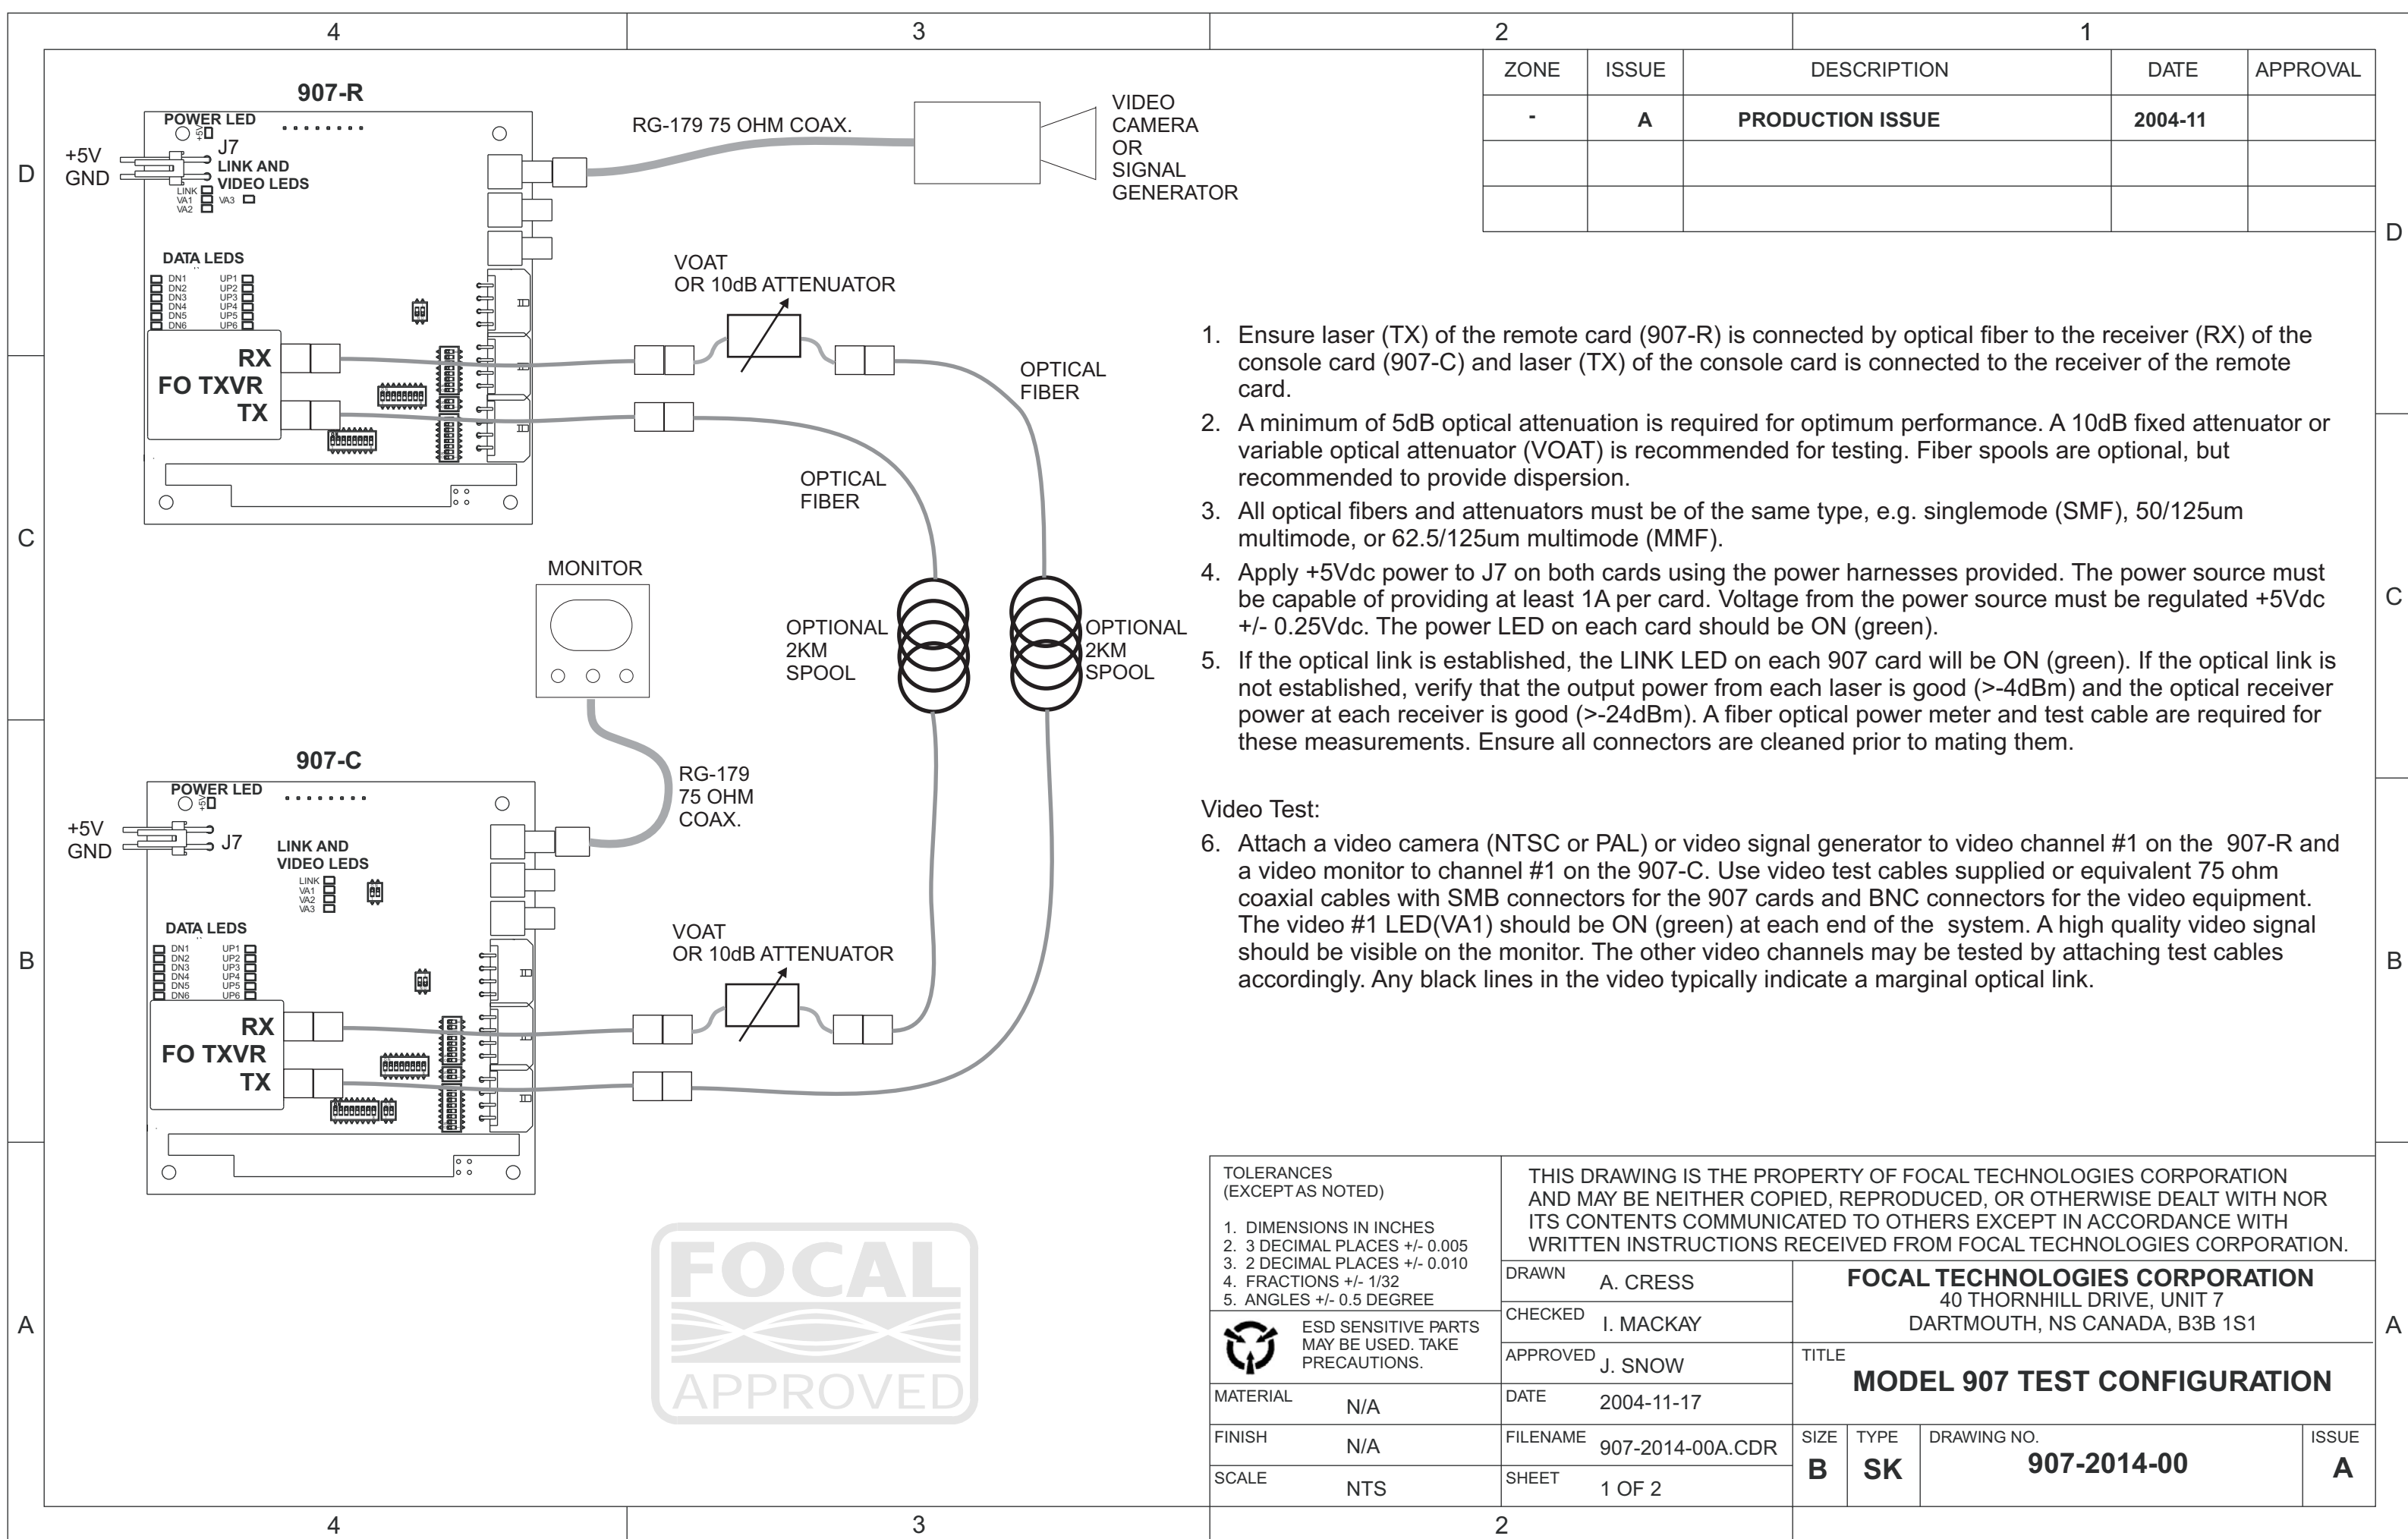 4 3 2 1
ZONE ISSUE DESCRIPTION DATE APPROVAL
- A PRODUCTION ISSUE 2004-11
D
D
C
C
B
B
A
A
907-R
POWER LED
+5V
J7
+5V
GND
LINK AND
VIDEO LEDS
LINK
VA1 VA3
VA2
DATA LEDS
DN1 UP1
DN2 UP2
DN3 UP3
DN4 UP4
DN5 UP5
DN6 UP6
RX
FO TXVR
TX
RG-179 75 OHM COAX.
VIDEO
CAMERA
OR
SIGNAL
GENERATOR
VOAT
OR 10dB ATTENUATOR
OPTICAL
FIBER
OPTICAL
FIBER
MONITOR
OPTIONAL
2KM
SPOOL
OPTIONAL
2KM
SPOOL
RG-179
75 OHM
COAX.
907-C
POWER LED
+5V
+5V
GND
J7
LINK AND
VIDEO LEDS
LINK
VA1
VA2
VA3
DATA LEDS
DN1 UP1
DN2 UP2
DN3 UP3
DN4 UP4
DN5 UP5
DN6 UP6
RX
FO TXVR
TX
VOAT
OR 10dB ATTENUATOR
1. Ensure laser (TX) of the remote card (907-R) is connected by optical fiber to the receiver (RX) of the
console card (907-C) and laser (TX) of the console card is connected to the receiver of the remote
card.
2. A minimum of 5dB optical attenuation is required for optimum performance. A 10dB fixed attenuator or
variable optical attenuator (VOAT) is recommended for testing. Fiber spools are optional, but
recommended to provide dispersion.
3. All optical fibers and attenuators must be of the same type, e.g. singlemode (SMF), 50/125um
multimode, or 62.5/125um multimode (MMF).
4. Apply +5Vdc power to J7 on both cards using the power harnesses provided. The power source must
be capable of providing at least 1A per card. Voltage from the power source must be regulated +5Vdc
+/- 0.25Vdc. The power LED on each card should be ON (green).
5. If the optical link is established, the LINK LED on each 907 card will be ON (green). If the optical link is
not established, verify that the output power from each laser is good (>-4dBm) and the optical receiver
power at each receiver is good (>-24dBm). A fiber optical power meter and test cable are required for
these measurements. Ensure all connectors are cleaned prior to mating them.
Video Test:
6. Attach a video camera (NTSC or PAL) or video signal generator to video channel #1 on the 907-R and
a video monitor to channel #1 on the 907-C. Use video test cables supplied or equivalent 75 ohm
coaxial cables with SMB connectors for the 907 cards and BNC connectors for the video equipment.
The video #1 LED(VA1) should be ON (green) at each end of the system. A high quality video signal
should be visible on the monitor. The other video channels may be tested by attaching test cables
accordingly. Any black lines in the video typically indicate a marginal optical link.
FOCAL
APPROVED
TOLERANCES
(EXCEPT AS NOTED)
1. DIMENSIONS IN INCHES
2. 3 DECIMAL PLACES +/- 0.005
3. 2 DECIMAL PLACES +/- 0.010
4. FRACTIONS +/- 1/32
5. ANGLES +/- 0.5 DEGREE
ESD SENSITIVE PARTS
MAY BE USED. TAKE
PRECAUTIONS.
MATERIAL N/A
FINISH N/A
SCALE NTS
THIS DRAWING IS THE PROPERTY OF FOCAL TECHNOLOGIES CORPORATION
AND MAY BE NEITHER COPIED, REPRODUCED, OR OTHERWISE DEALT WITH NOR
ITS CONTENTS COMMUNICATED TO OTHERS EXCEPT IN ACCORDANCE WITH
WRITTEN INSTRUCTIONS RECEIVED FROM FOCAL TECHNOLOGIES CORPORATION.
DRAWN A. CRESS
CHECKED I. MACKAY
APPROVED J. SNOW
DATE 2004-11-17
FILENAME 907-2014-00A.CDR
SHEET 1 OF 2
FOCAL TECHNOLOGIES CORPORATION
40 THORNHILL DRIVE, UNIT 7
DARTMOUTH, NS CANADA, B3B 1S1
TITLE
MODEL 907 TEST CONFIGURATION
SIZE TYPE DRAWING NO. ISSUE
B SK 907-2014-00 A
4 3 2